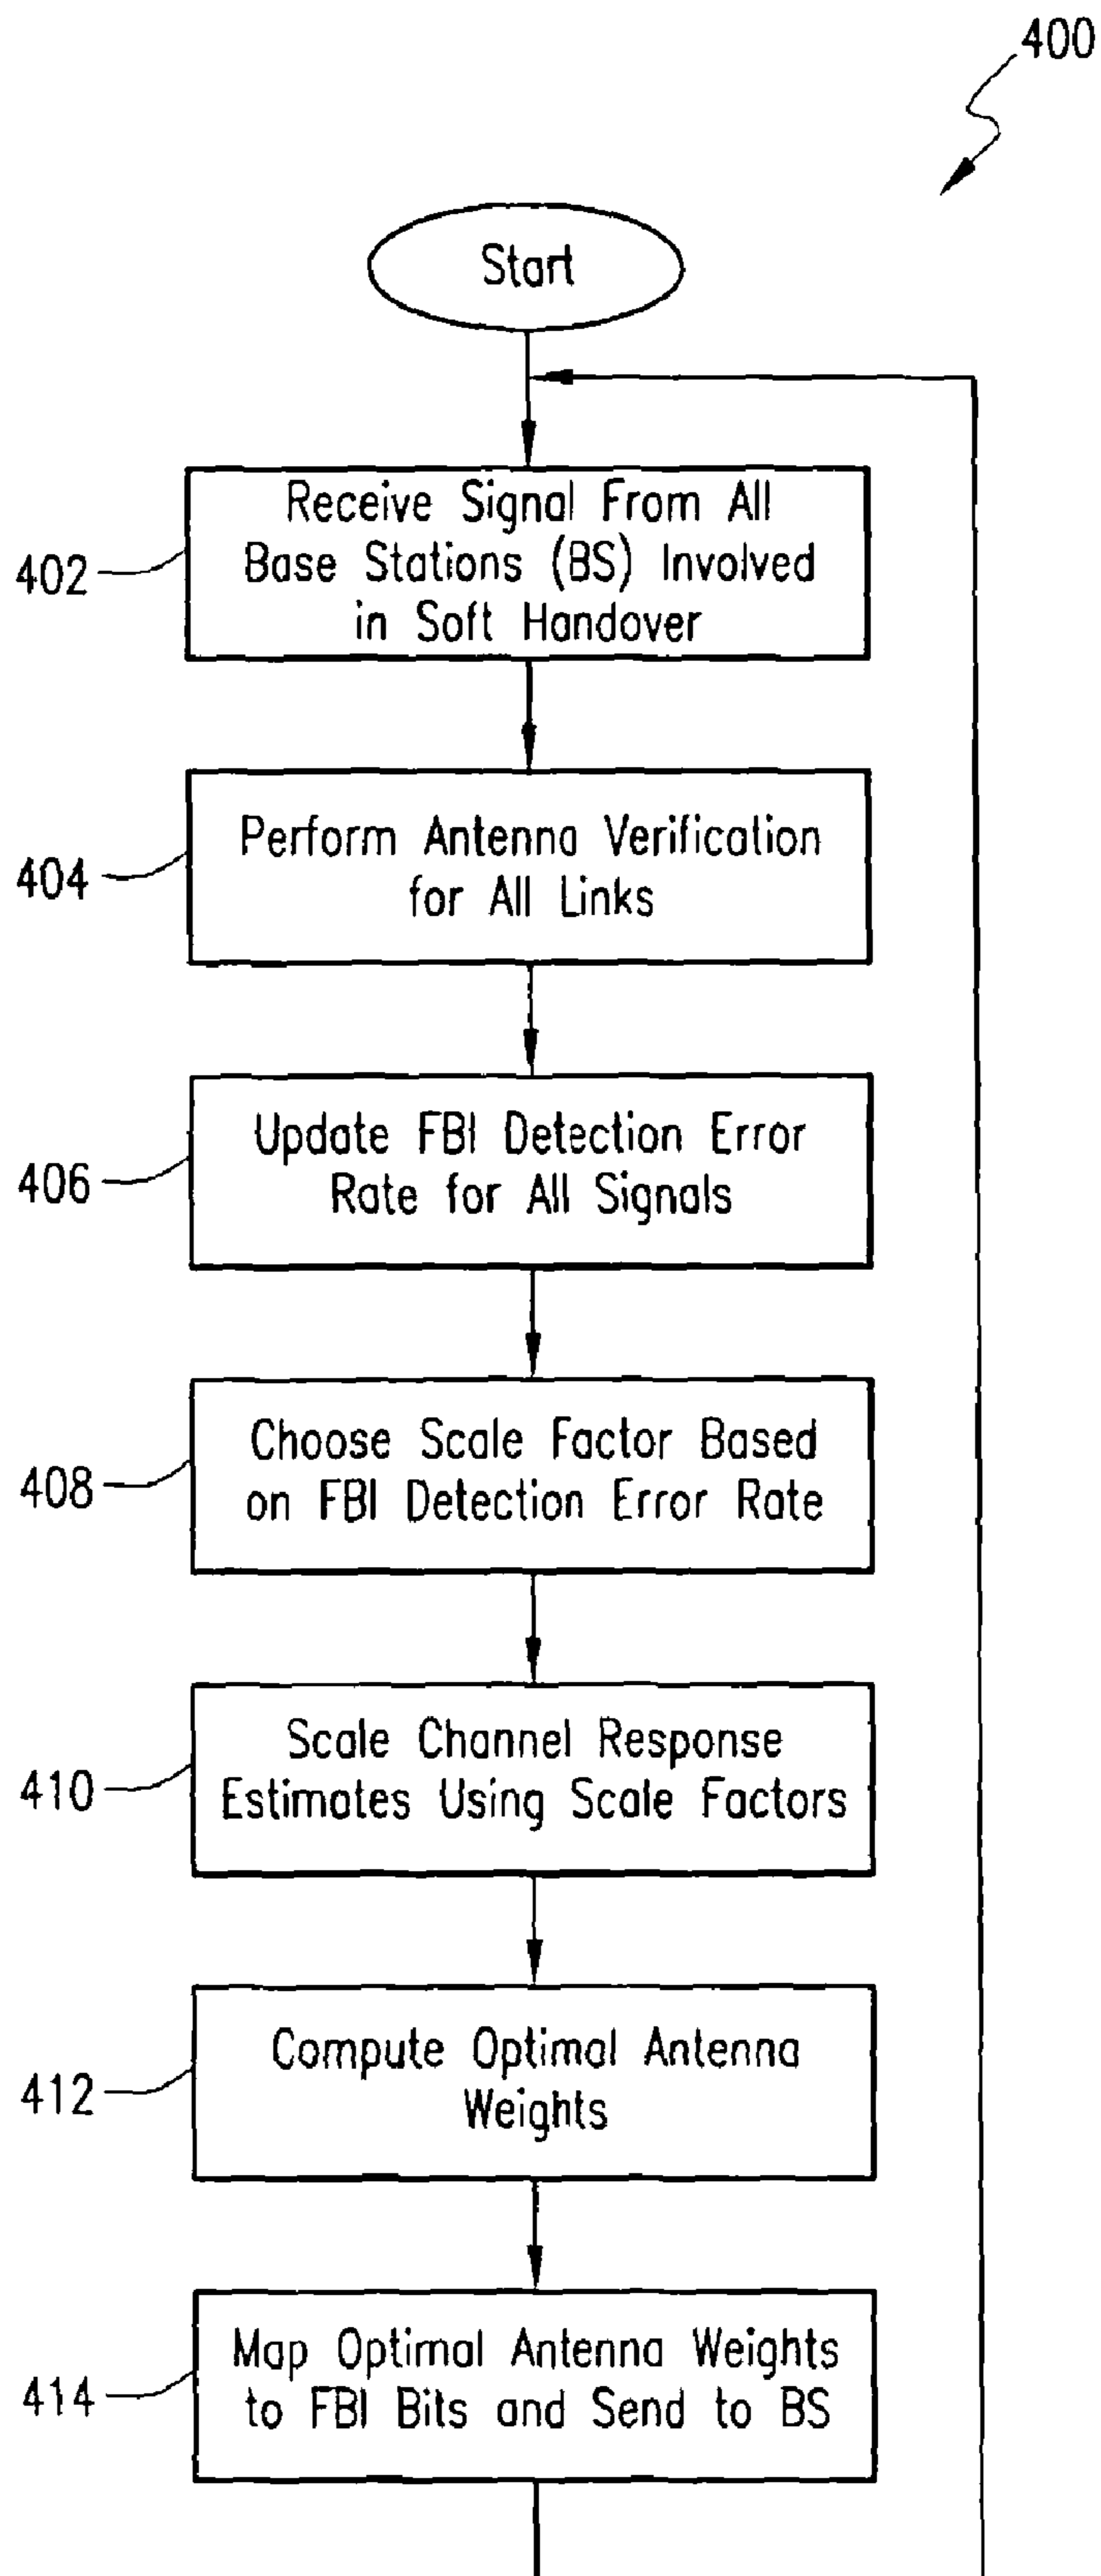 400
Start
402
Receive Signal From All
Base Stations (BS) Involved
in Soft Handover
404
Perform Antenna Verification
for All Links
406
Update FBI Detection Error
Rate for All Signals
408
Choose Scale Factor Based
on FBI Detection Error Rate
410
Scale Channel Response
Estimates Using Scale Factors
412
Compute Optimal Antenna
Weights
414
Map Optimal Antenna Weights
to FBI Bits and Send to BS